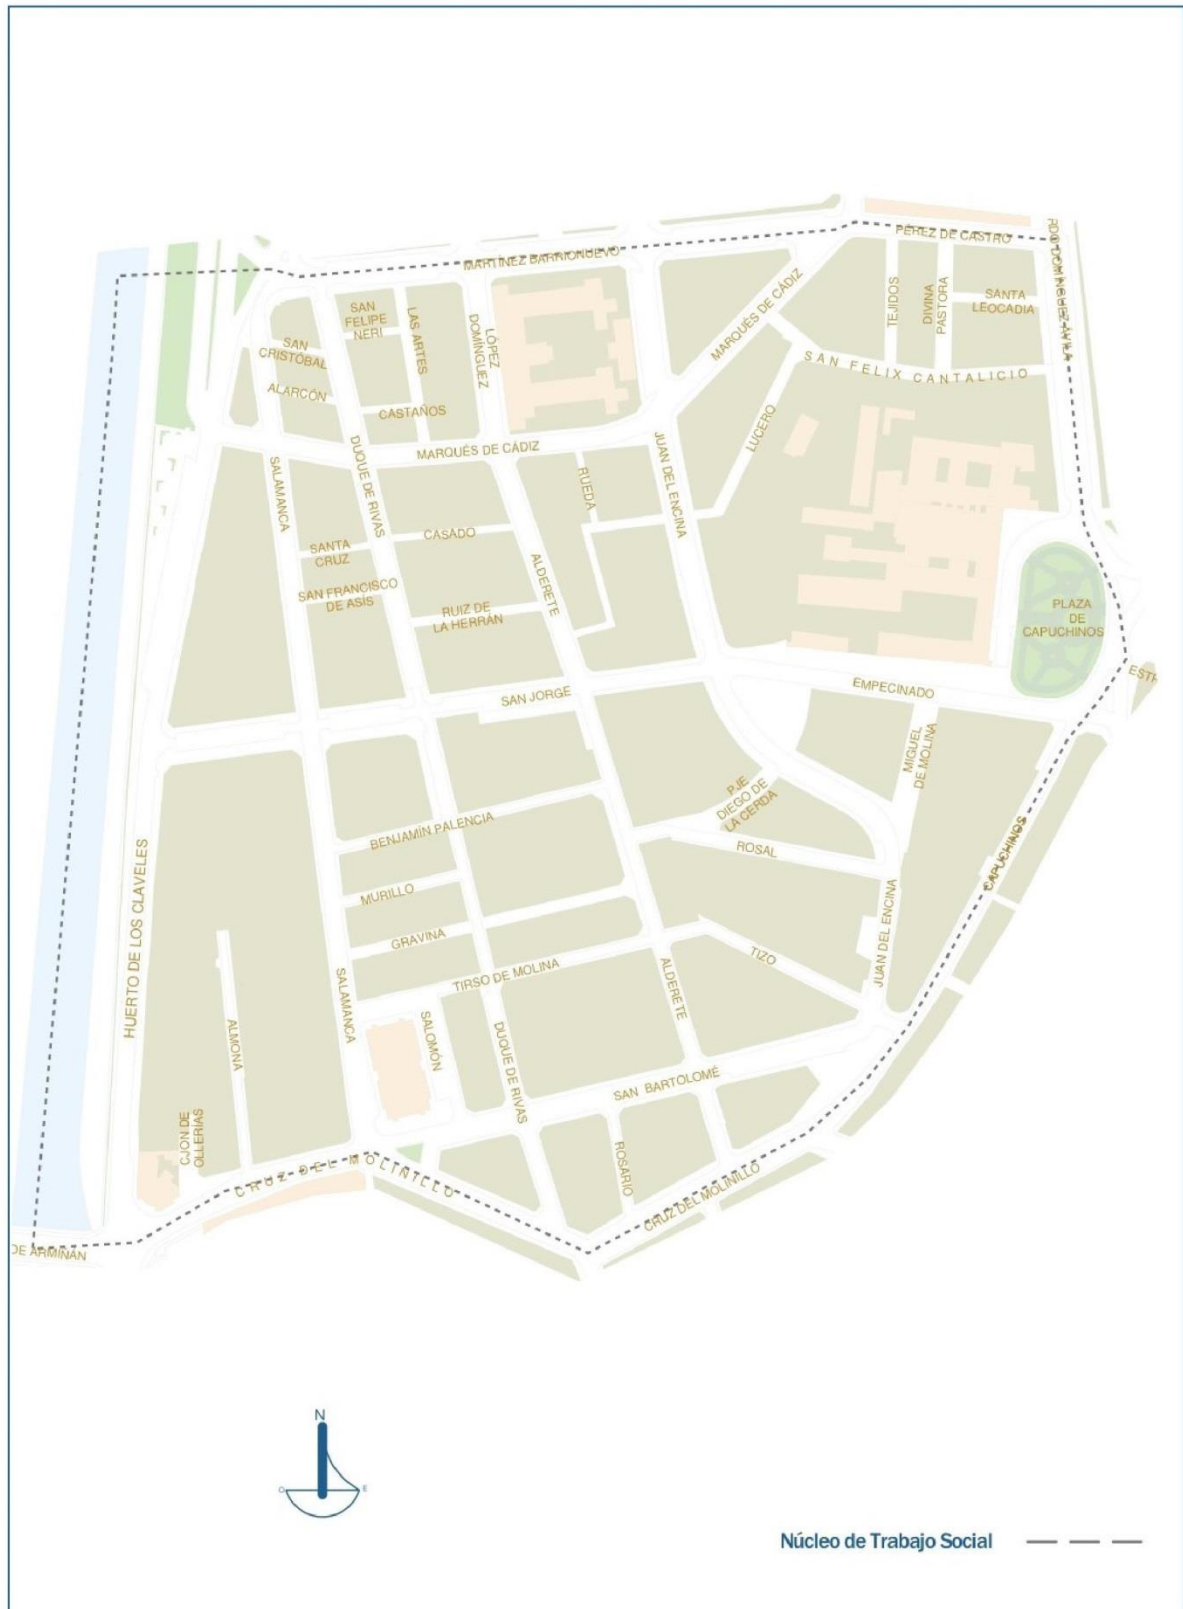 PÉREZ DE CASTRO
MARTÍNEZ BARRIONUEVO
TEJIDOS
DIVINA
PASTORA
SANTA
LEOCADIA
SAN
FELIPE
NERI
LAS ARTES
LÓPEZ
DOMÍNGUEZ
MARQUÉS DE CÁDIZ
SAN
CRISTÓBAL
SAN FELIX CANTALICIO
ALARCÓN
CASTAÑOS
LUCERO
MARQUÉS DE CÁDIZ
DUQUE DE RIVAS
JUAN DEL ENCINA
SALAMANCA
RUEDA
CASADO
SANTA
CRUZ
ALDERETE
SAN FRANCISCO
DE ASÍS
RUIZ DE
LA HERRÁN
PLAZA
DE
CAPUCHINOS
EMPECINADO
SAN JORGE
MIGUEL
DE MOLINA
PJE
DIEGO DE
LA CERDA
BENJAMÍN PALENCIA
ROSAL
CAPUCHINOS
HUERTO DE LOS CLAVELES
MURILLO
GRAVINA
JUAN DEL ENCINA
TIZO
TIRSO DE MOLINA
ALDERETE
SALAMANCA
ALMONA
SALOMÓN
DUQUE DE RIVAS
SAN BARTOLOMÉ
CJON DE
OLLERÍAS
ROSARIO
CRUZ DEL MOLINILLO
CRUZ DEL MOLINILLO
DE ARMIÑÁN
N
O E
Núcleo de Trabajo Social